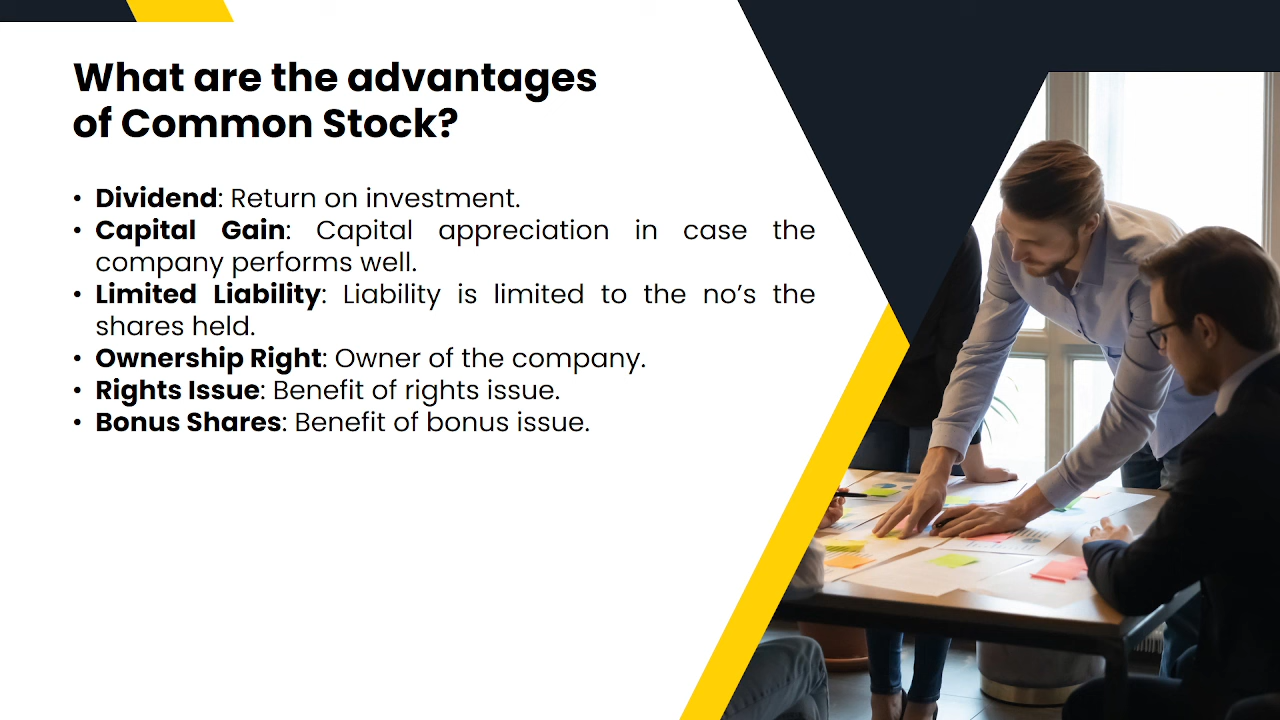 What are the advantages
of Common Stock?
• Dividend: Return on investment.
• Capital Gain: Capital appreciation in case the
company performs well.
• Limited Liability: Liability is limited to the no’s the
shares held.
• Ownership Right: Owner of the company.
• Rights Issue: Benefit of rights issue.
• Bonus Shares: Benefit of bonus issue.